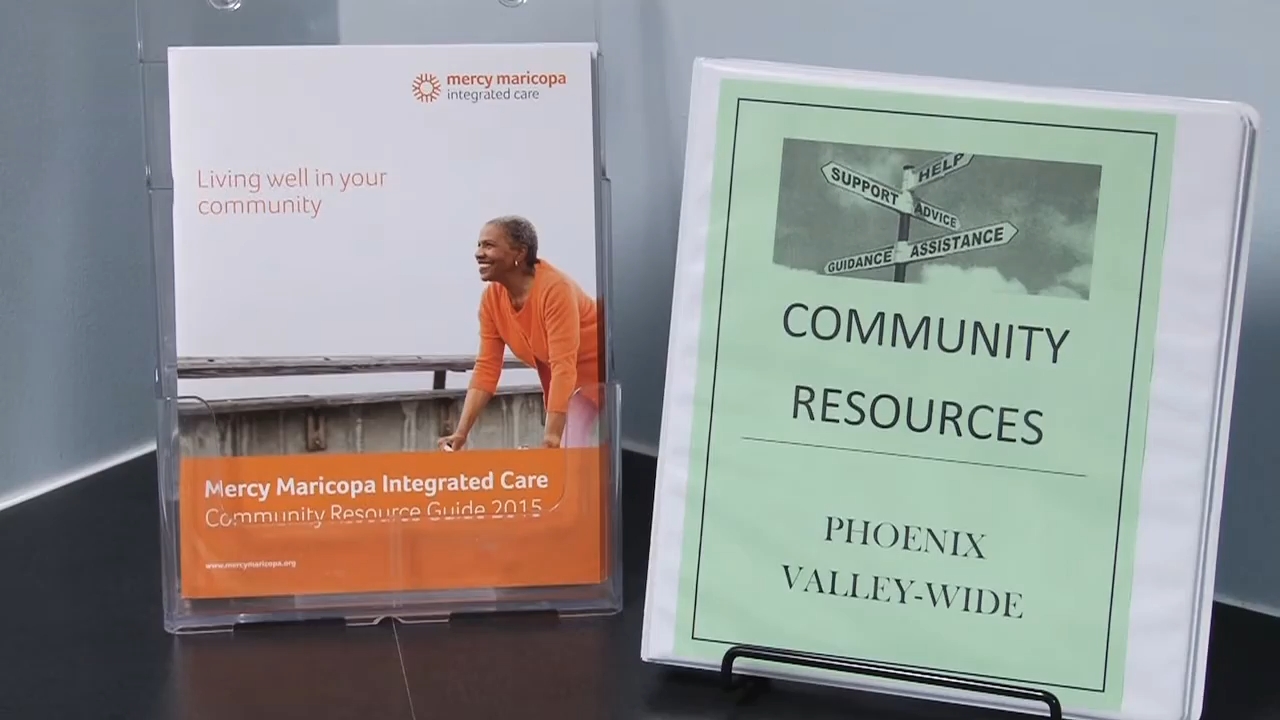 mercy maricopa
integrated care
Living well in your
community
Mercy Maricopa Integrated Care
Community Resource Guide 2015
www.mercymaricopa.org
HELP
SUPPORT
ADVICE
ASSISTANCE
GUIDANCE
COMMUNITY
RESOURCES
PHOENIX
VALLEY-WIDE